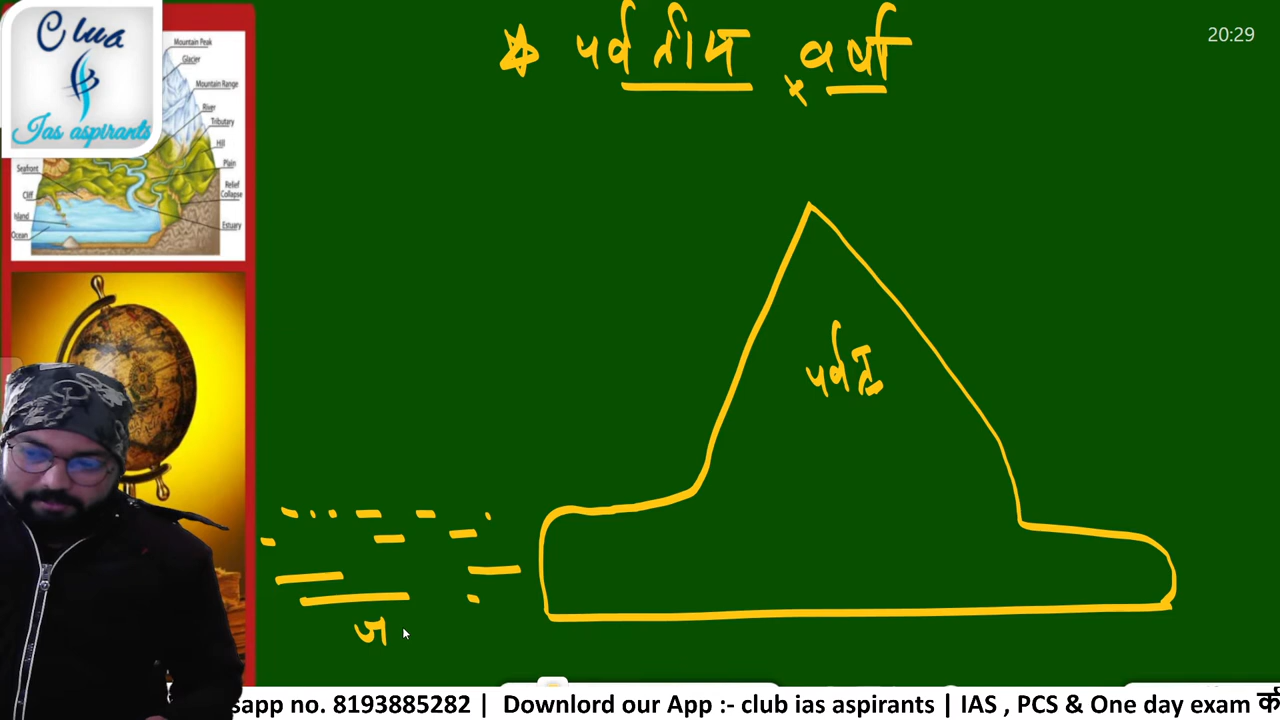 Clua
Ias aspirants
20:29
पर्वतीय वर्षा
Mountain Peak
Glacier
Mountain Range
River
Tributary
Hill
Plain
Seafront
Relief
Collapse
Cliff
Island
Estuary
Ocean
पर्वत
ज
sapp no. 8193885282 | Downlord our App :- club ias aspirants | IAS , PCS & One day exam की